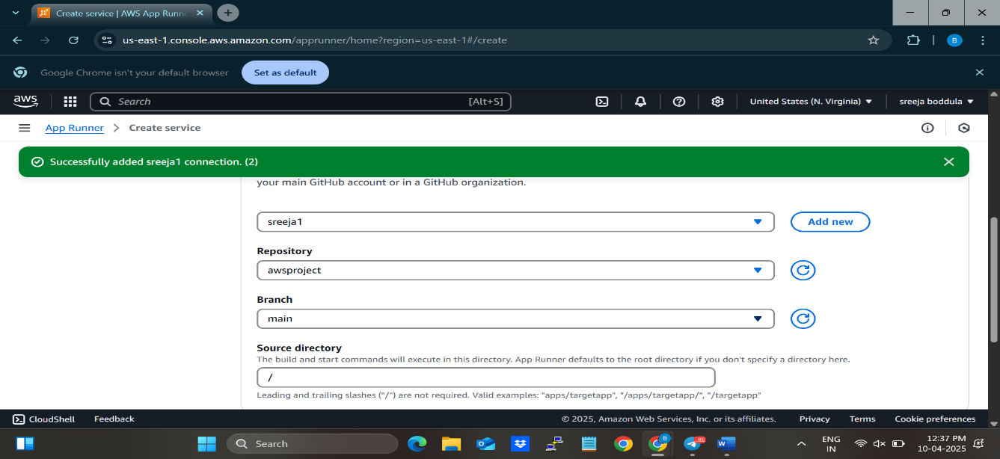 Create service | AWS App Runn
us-east-1.console.aws.amazon.com/apprunner/home?region=us-east-1#/create
B
Google Chrome isn't your default browser
Set as default
aws
Search
[Alt+S]
United States (N. Virginia)
sreeja boddula
App Runner
Create service
Successfully added sreeja1 connection. (2)
your main GitHub account or in a GitHub organization.
sreeja1
Add new
Repository
awsproject
Branch
main
Source directory
The build and start commands will execute in this directory. App Runner defaults to the root directory if you don't specify a directory here.
/
Leading and trailing slashes ("/") are not required. Valid examples: "apps/targetapp", "/apps/targetapp/", "/targetapp"
CloudShell
Feedback
© 2025, Amazon Web Services, Inc. or its affiliates.
Privacy
Terms
Cookie preferences
Search
B
86
W
ENG
IN
12:37 PM
10-04-2025